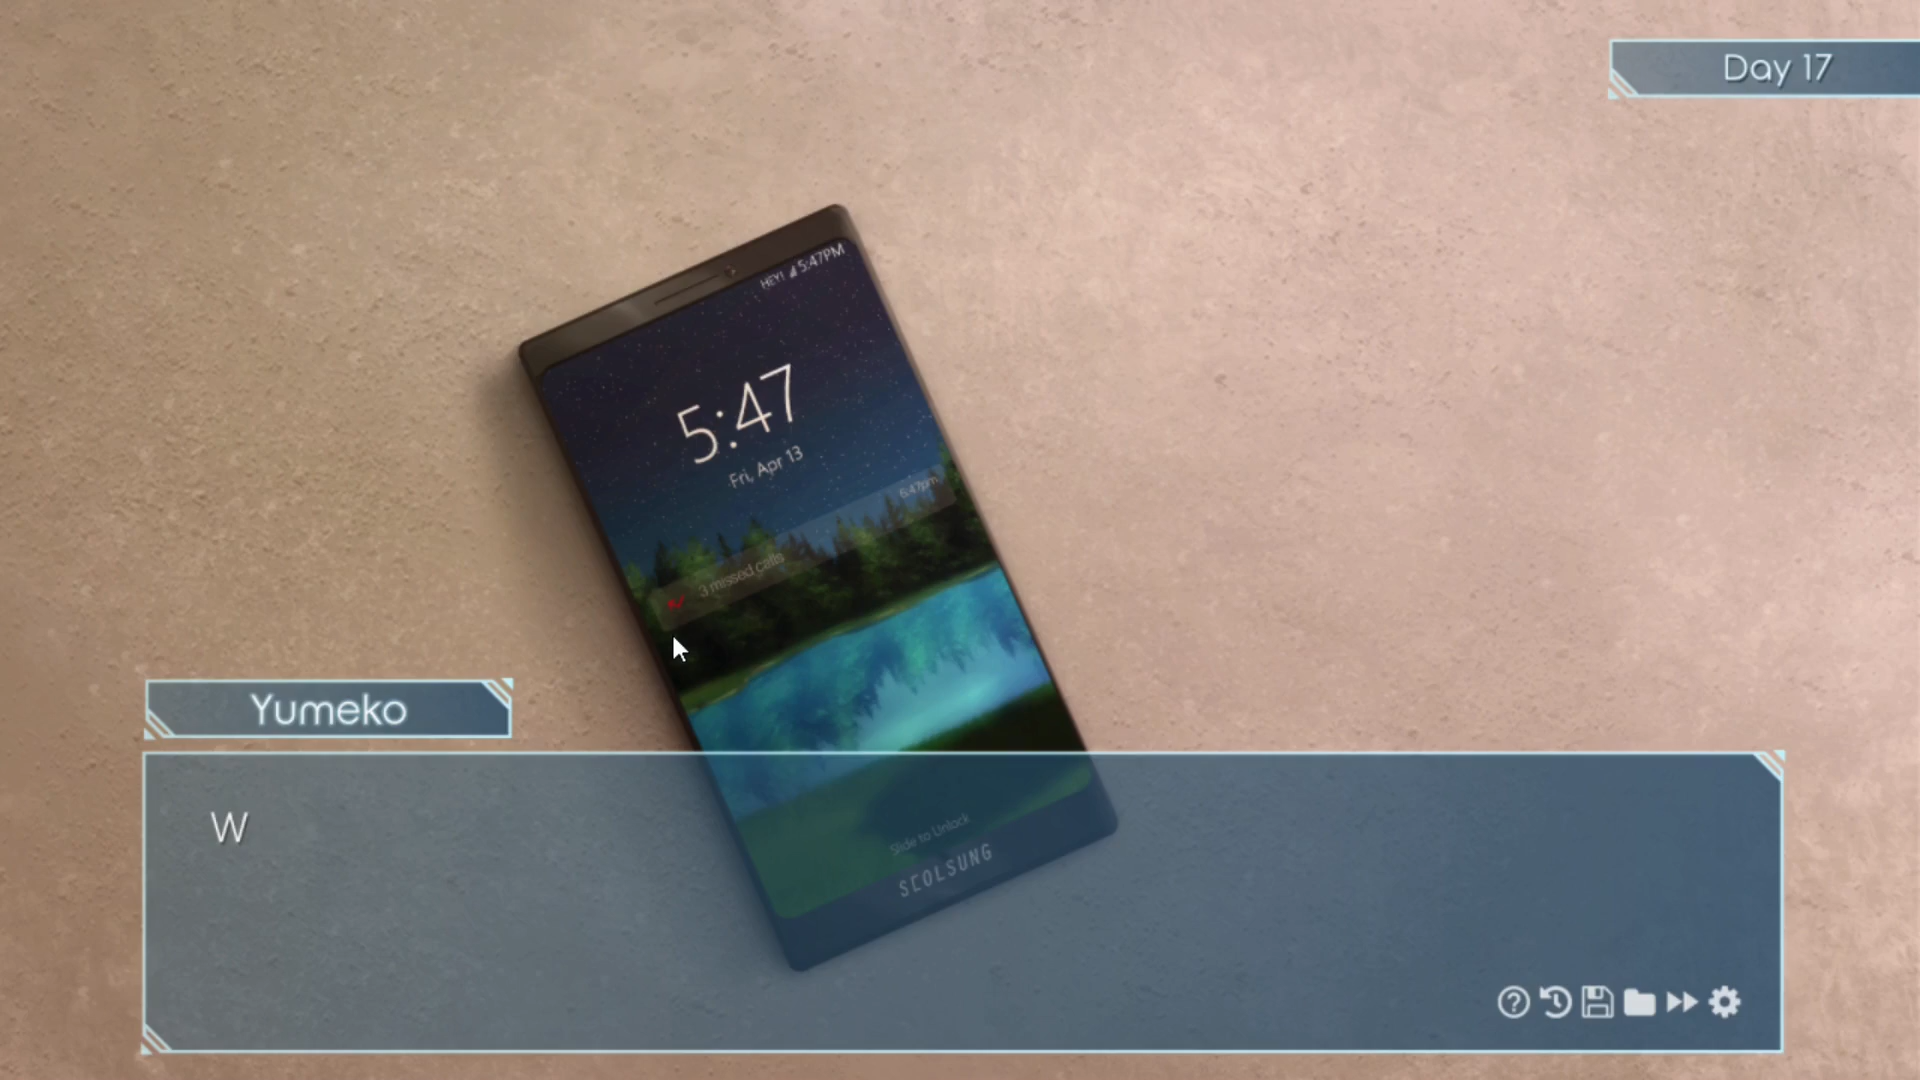 Day 17
HEY! 5:47PM
5:47
Fri, Apr 13
5:47pm
3 missed calls
Yumeko
W
Slide to Unlock
SCOLSUNG